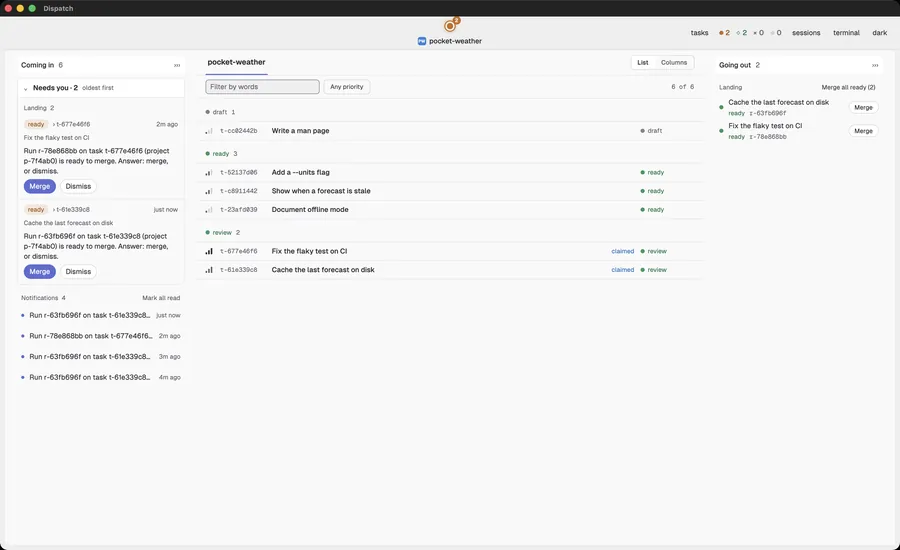 Dispatch
2
PW pocket-weather
tasks 2 2 × 0 0 sessions terminal dark
Coming in 6
Needs you · 2 oldest first
Landing 2
ready t-677e46f6 2m ago
Fix the flaky test on CI
Run r-78e868bb on task t-677e46f6 (project
p-7f4ab0) is ready to merge. Answer: merge,
or dismiss.
Merge Dismiss
ready t-61e339c8 just now
Cache the last forecast on disk
Run r-63fb696f on task t-61e339c8 (project
p-7f4ab0) is ready to merge. Answer: merge,
or dismiss.
Merge Dismiss
Notifications 4 Mark all read
Run r-63fb696f on task t-61e339c8… just now
Run r-78e868bb on task t-677e46f6… 2m ago
Run r-63fb696f on task t-61e339c8… 3m ago
Run r-63fb696f on task t-61e339c8… 4m ago
pocket-weather
List Columns
Filter by words Any priority 6 of 6
draft 1
t-cc02442b Write a man page draft
ready 3
t-52137d06 Add a --units flag ready
t-c8911442 Show when a forecast is stale ready
t-23afd039 Document offline mode ready
review 2
t-677e46f6 Fix the flaky test on CI claimed review
t-61e339c8 Cache the last forecast on disk claimed review
Going out 2
Landing Merge all ready (2)
Cache the last forecast on disk
ready r-63fb696f
Merge
Fix the flaky test on CI
ready r-78e868bb
Merge